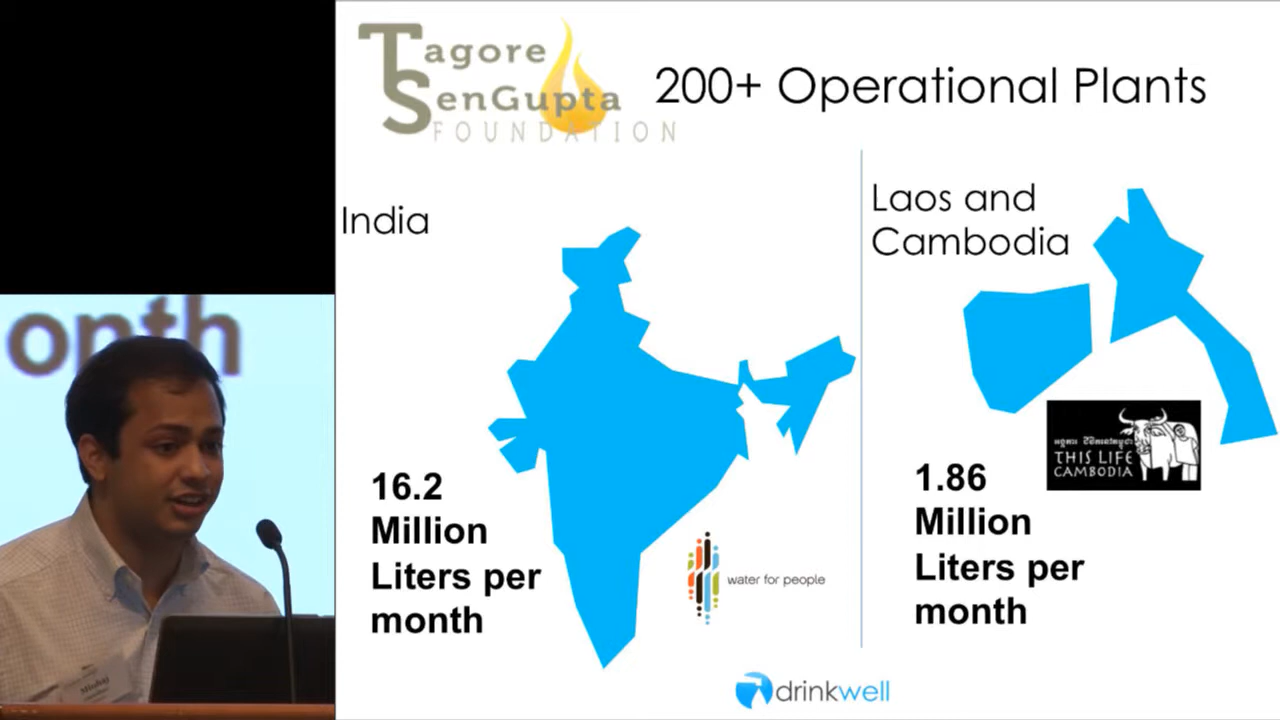 Tagore
SenGupta
FOUNDATION
200+ Operational Plants
India
Laos and
Cambodia
16.2
Million
Liters per
month
water for people
THIS LIFE
CAMBODIA
1.86
Million
Liters per
month
drinkwell
onth